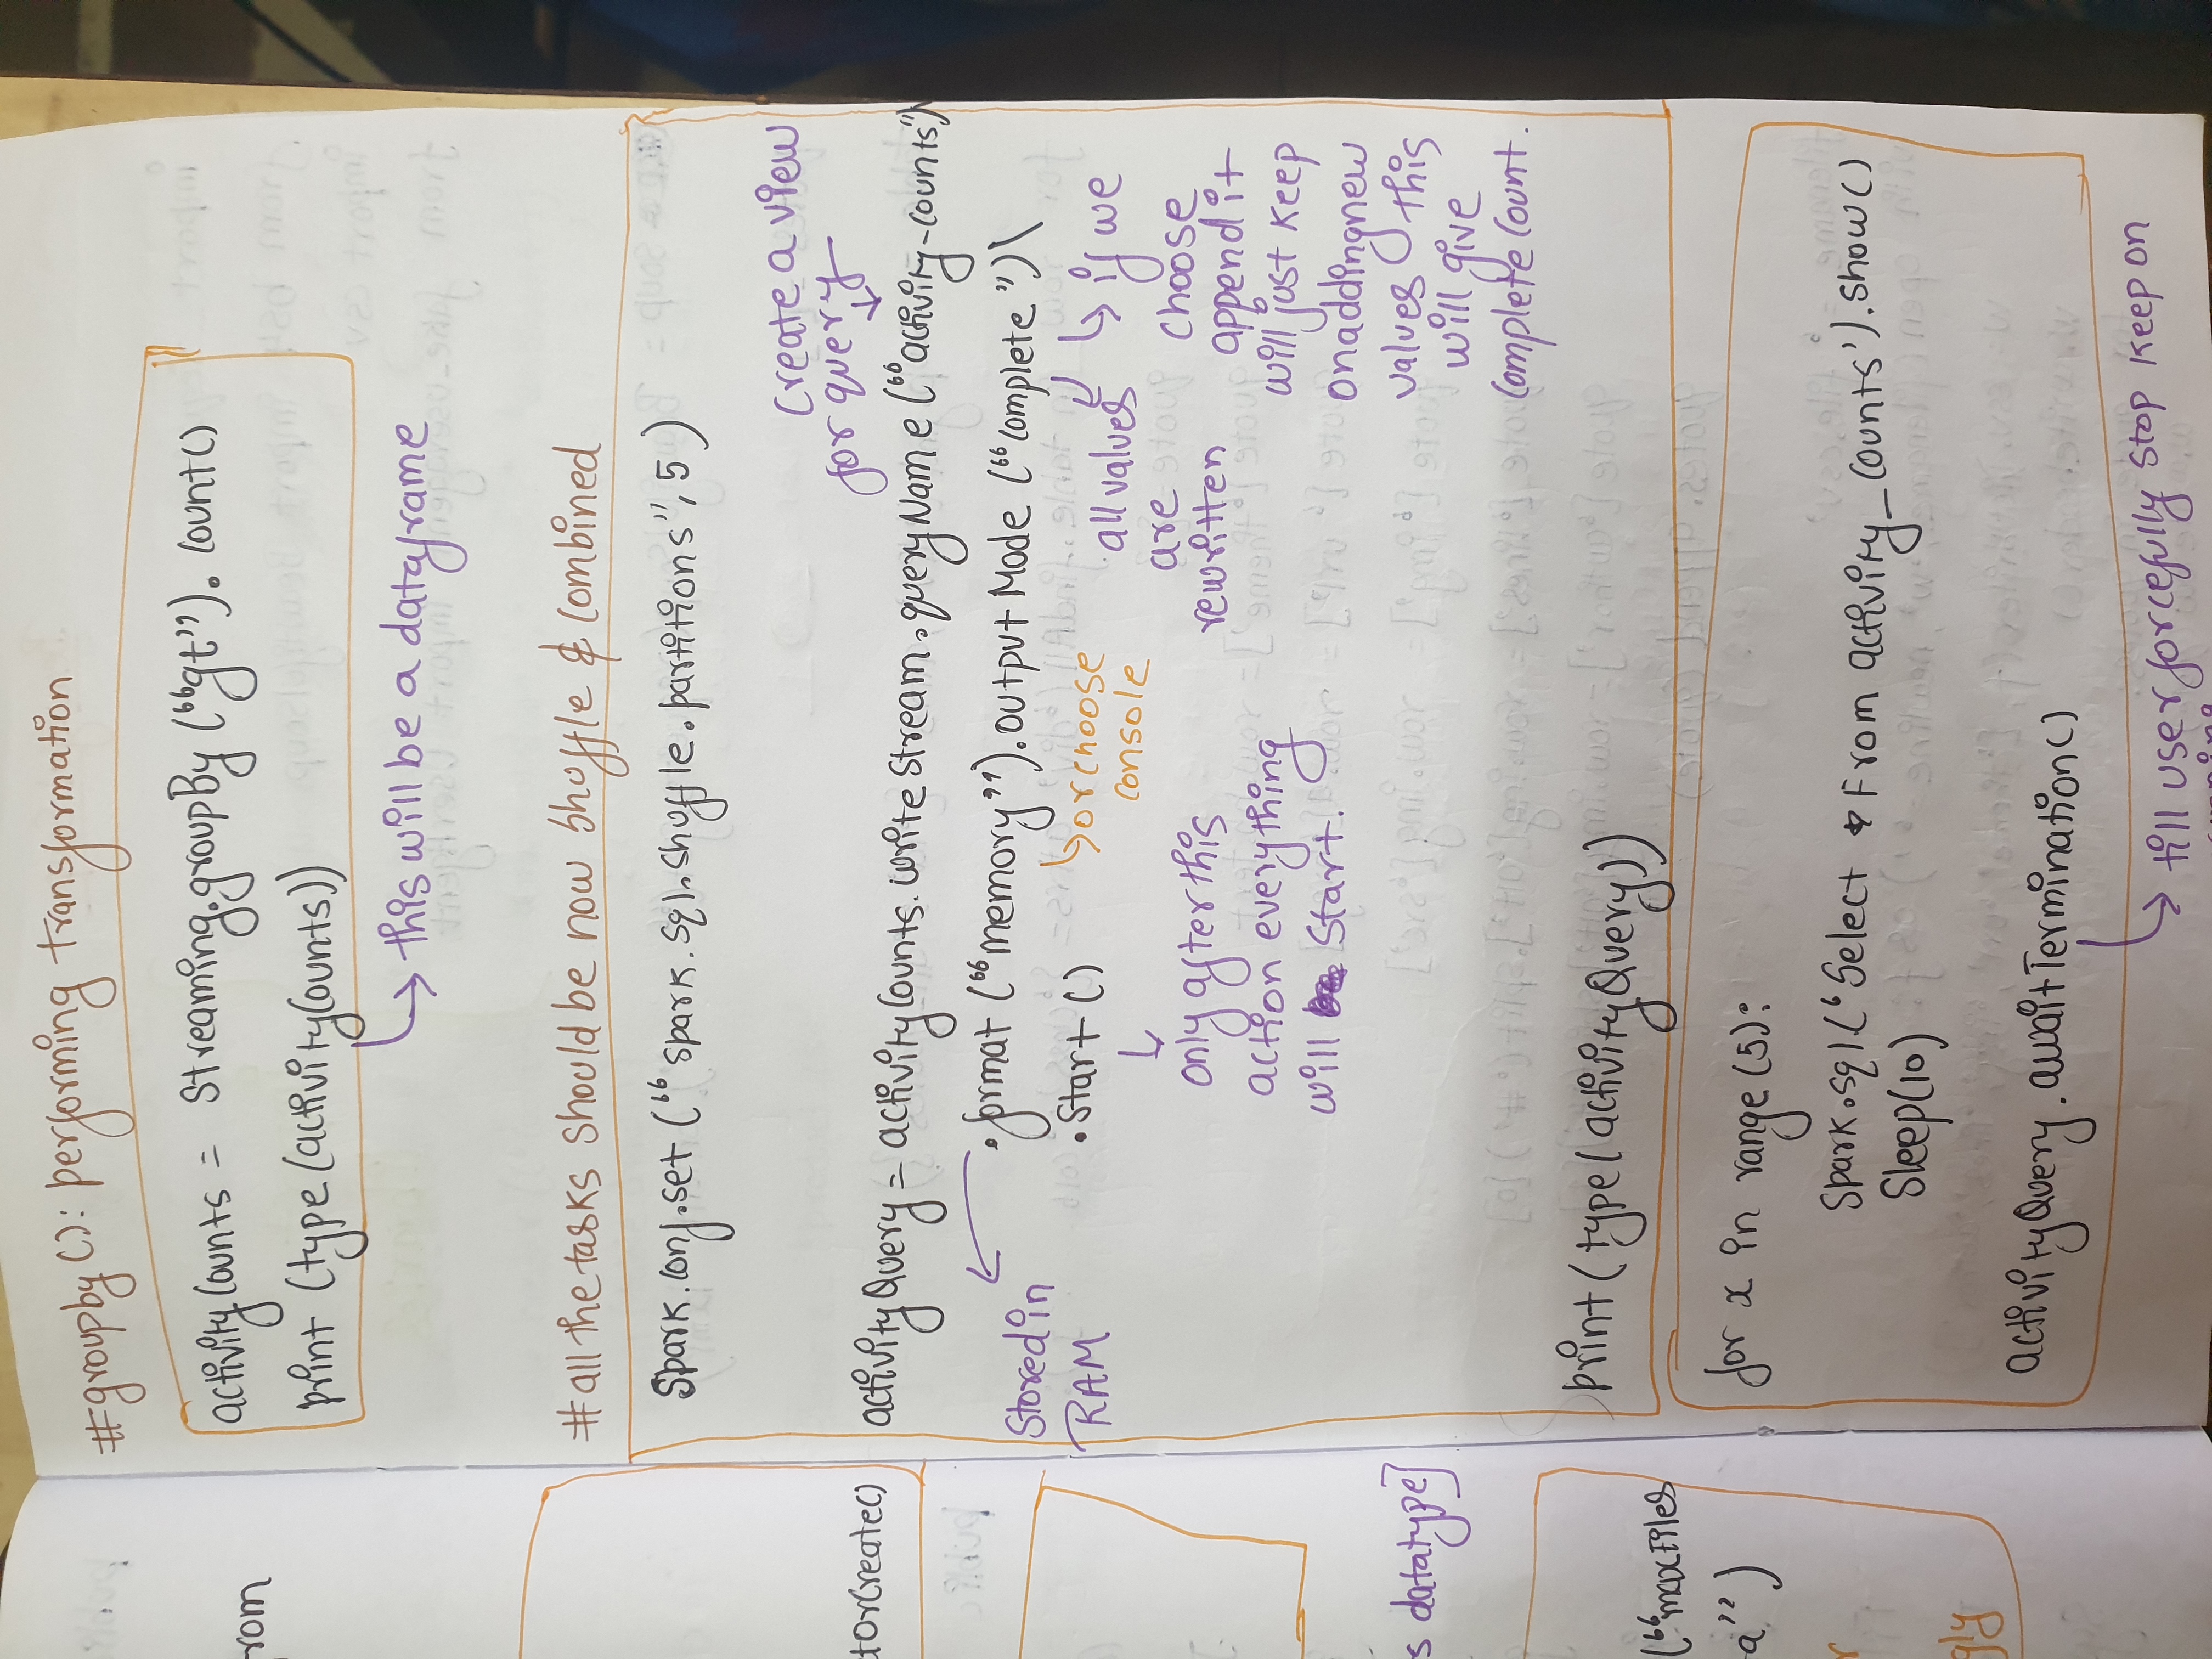 #groupby(): performing transformation
activityCounts = Streaming.groupBy (“gt”). Count()
print (type(activityCounts))
→ this will be a dataframe
#all the tasks should be now shuffle & combined
Spark.conf.set (“spark.sql.shuffle.partitions”, 5)
Create a view
for query
activityQuery = activityCounts.writeStream.queryName(“activity-counts”)
.format (“memory”).outputMode (“complete”)\
Stored in
RAM
.Start ()
or choose
console
all values
are
rewritten
if we
choose
append it
will just keep
on adding new
values this
will give
complete count.
only after this
action everything
will start.
print(type(activityQuery))
for x in range(5):
Spark.sql(‘Select * From activity_counts’).show()
Sleep(10)
activityQuery.awaitTermination()
→ till user forcefully stop keep on
rom
torCreate()
s datatype]
(“maxFiles
a”)
r
gly